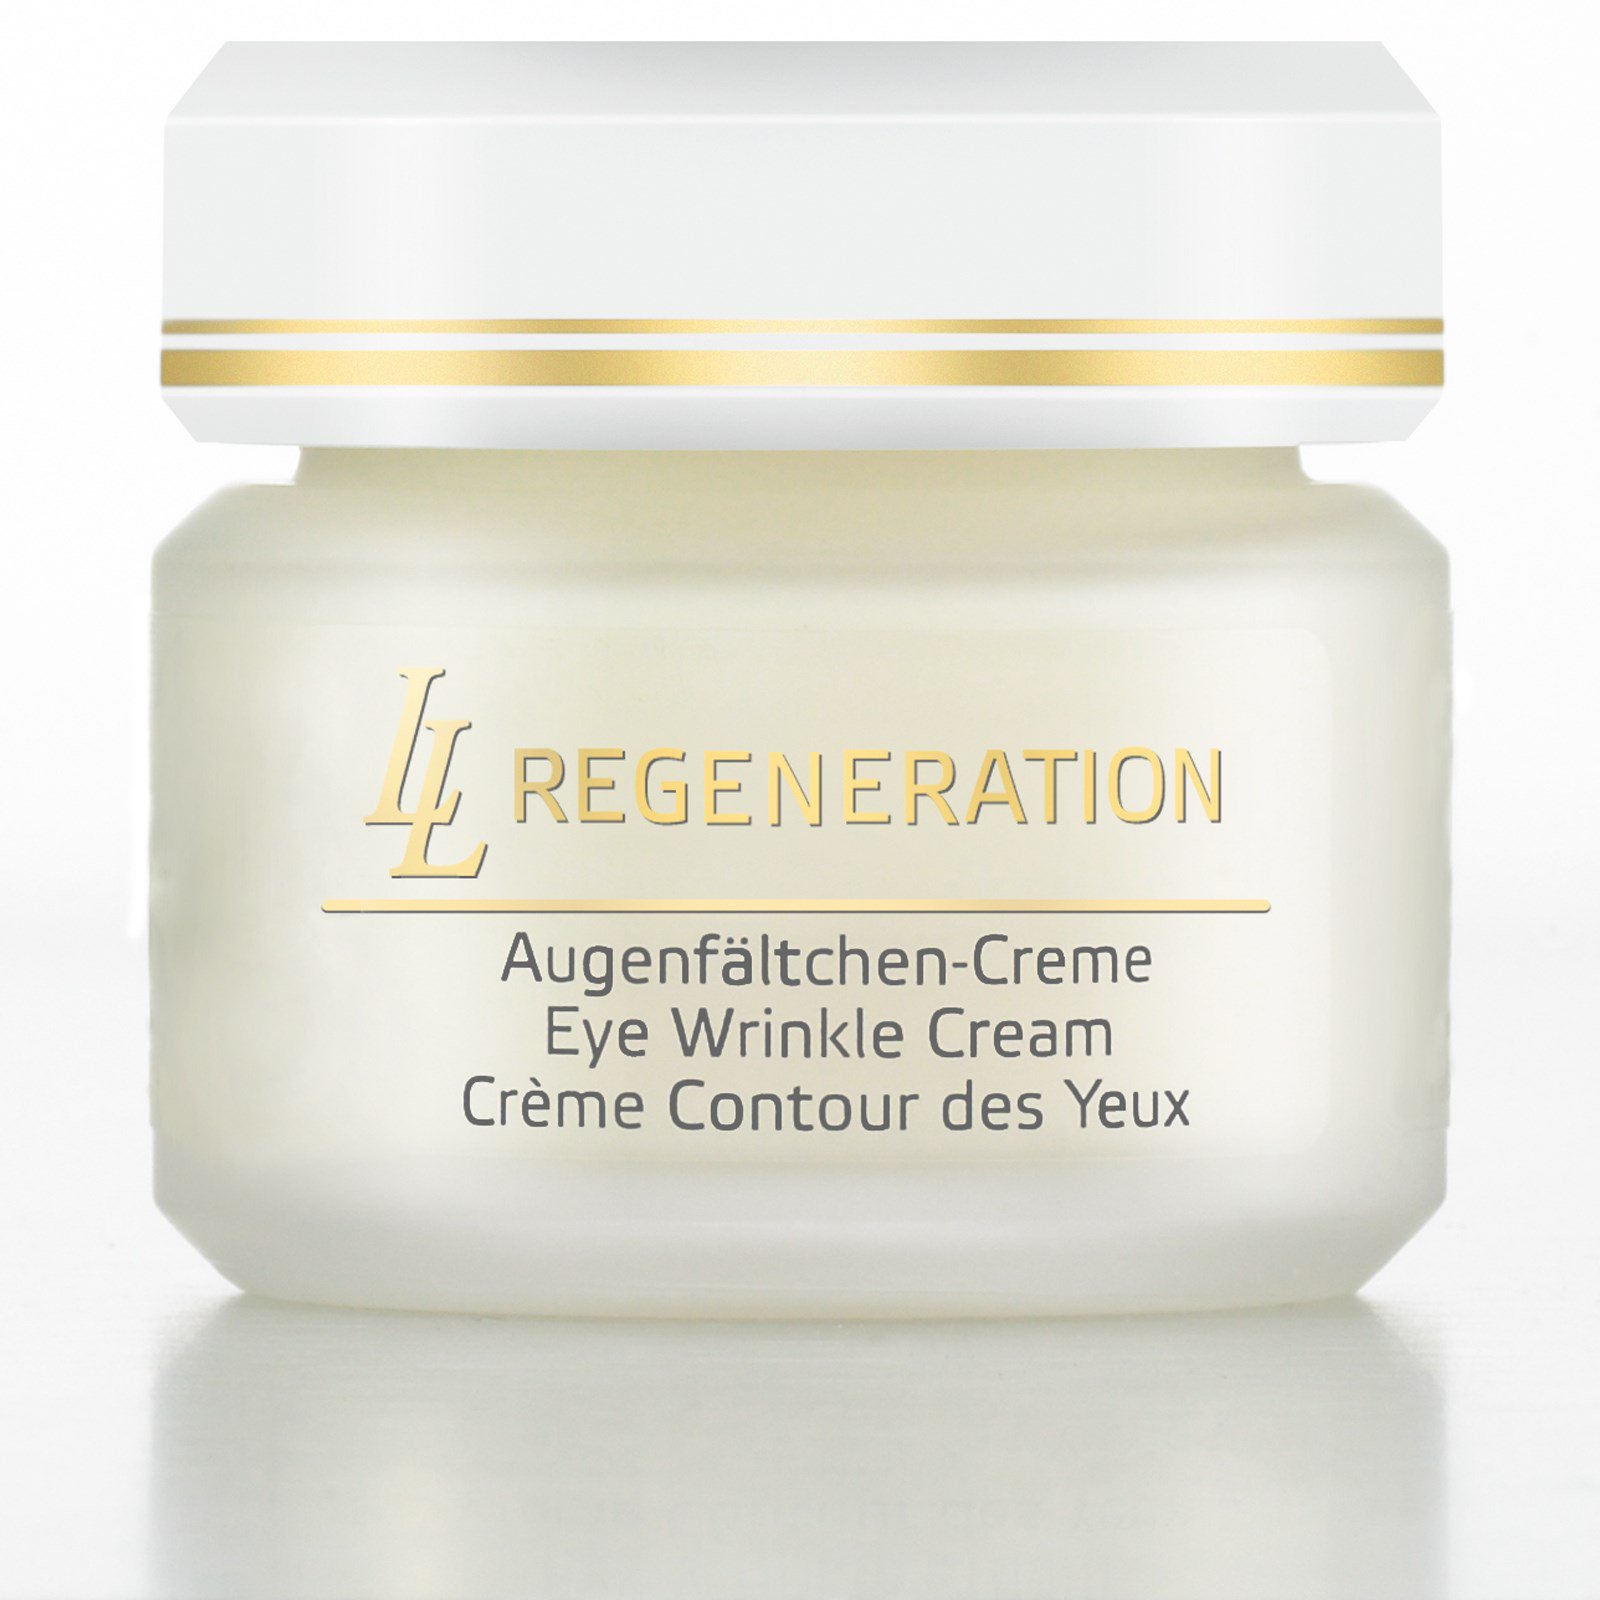 LL REGENERATION
Augenfältchen-Creme
Eye Wrinkle Cream
Crème Contour des Yeux